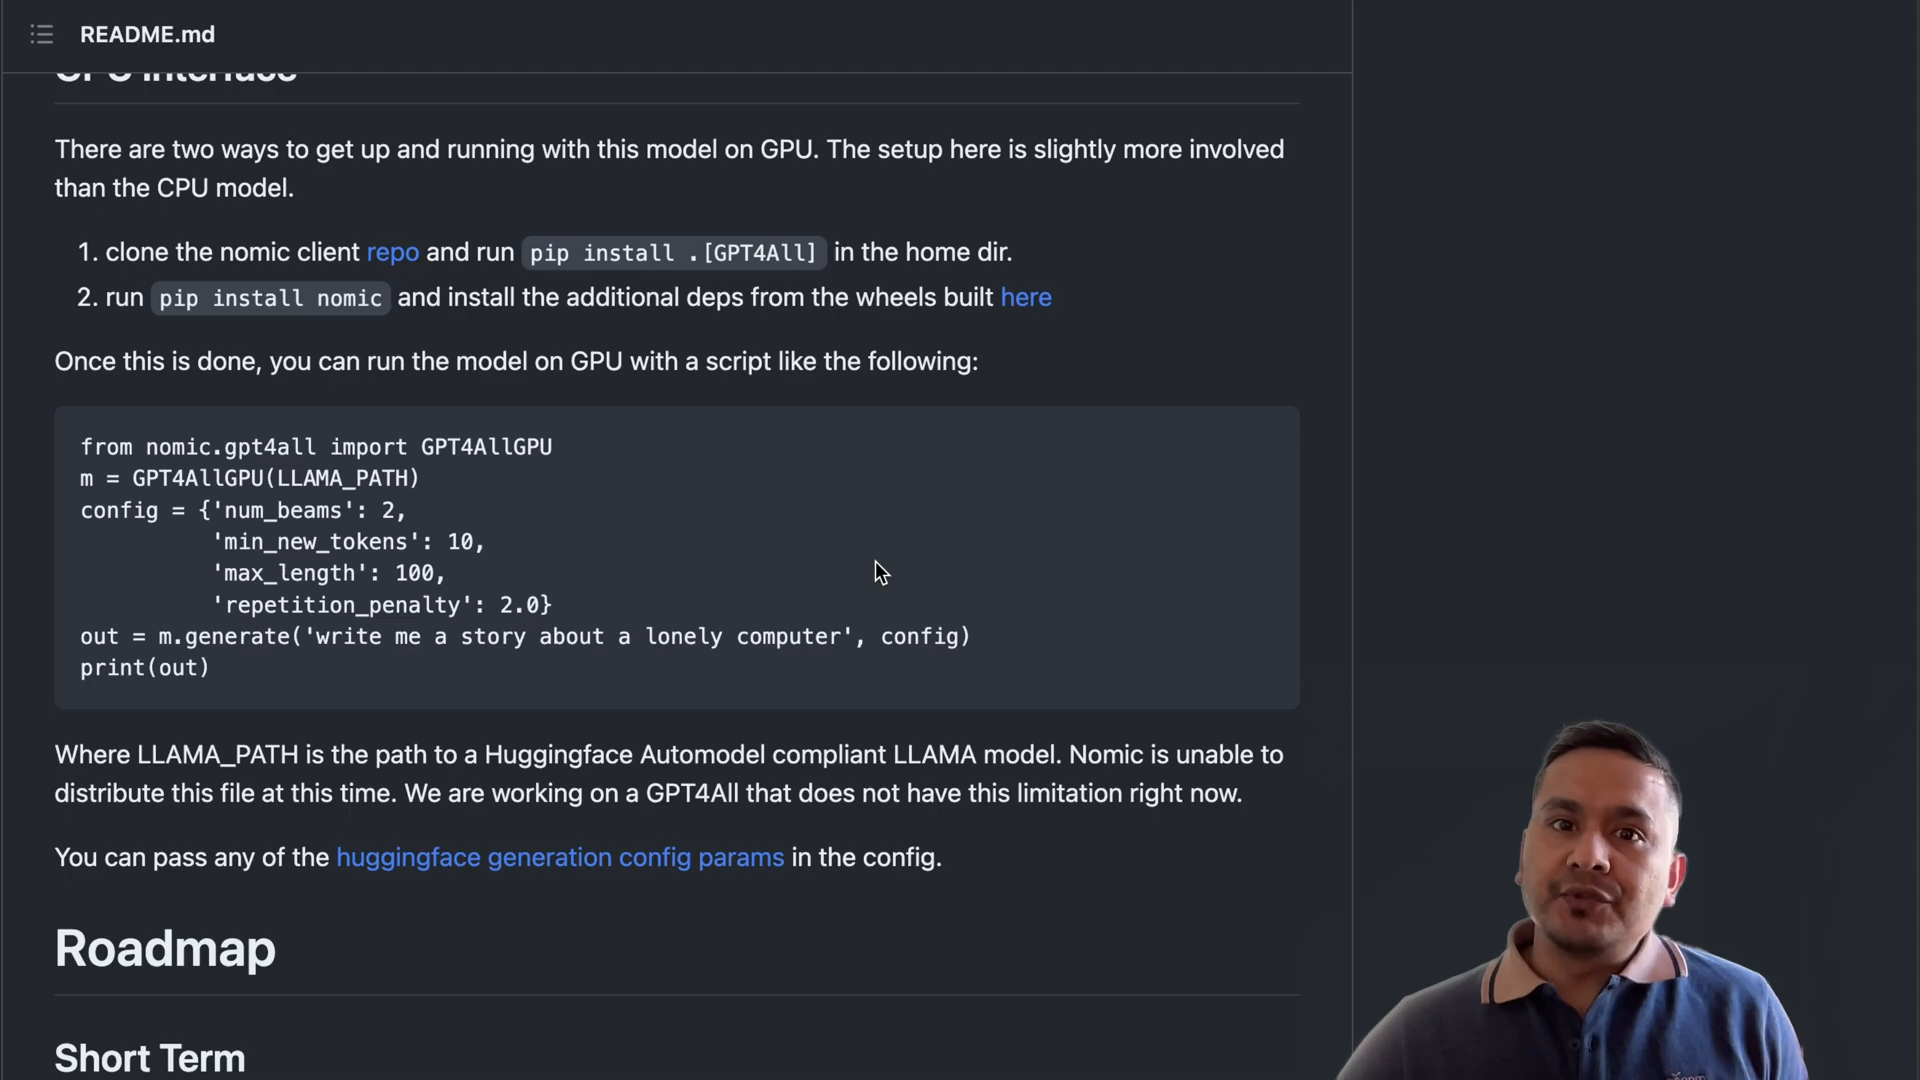 README.md
GPU Interface
There are two ways to get up and running with this model on GPU. The setup here is slightly more involved
than the CPU model.
1. clone the nomic client repo and run pip install .[GPT4All] in the home dir.
2. run pip install nomic and install the additional deps from the wheels built here
Once this is done, you can run the model on GPU with a script like the following:
from nomic.gpt4all import GPT4AllGPU
m = GPT4AllGPU(LLAMA_PATH)
config = {'num_beams': 2,
          'min_new_tokens': 10,
          'max_length': 100,
          'repetition_penalty': 2.0}
out = m.generate('write me a story about a lonely computer', config)
print(out)
Where LLAMA_PATH is the path to a Huggingface Automodel compliant LLAMA model. Nomic is unable to
distribute this file at this time. We are working on a GPT4All that does not have this limitation right now.
You can pass any of the huggingface generation config params in the config.
Roadmap
Short Term